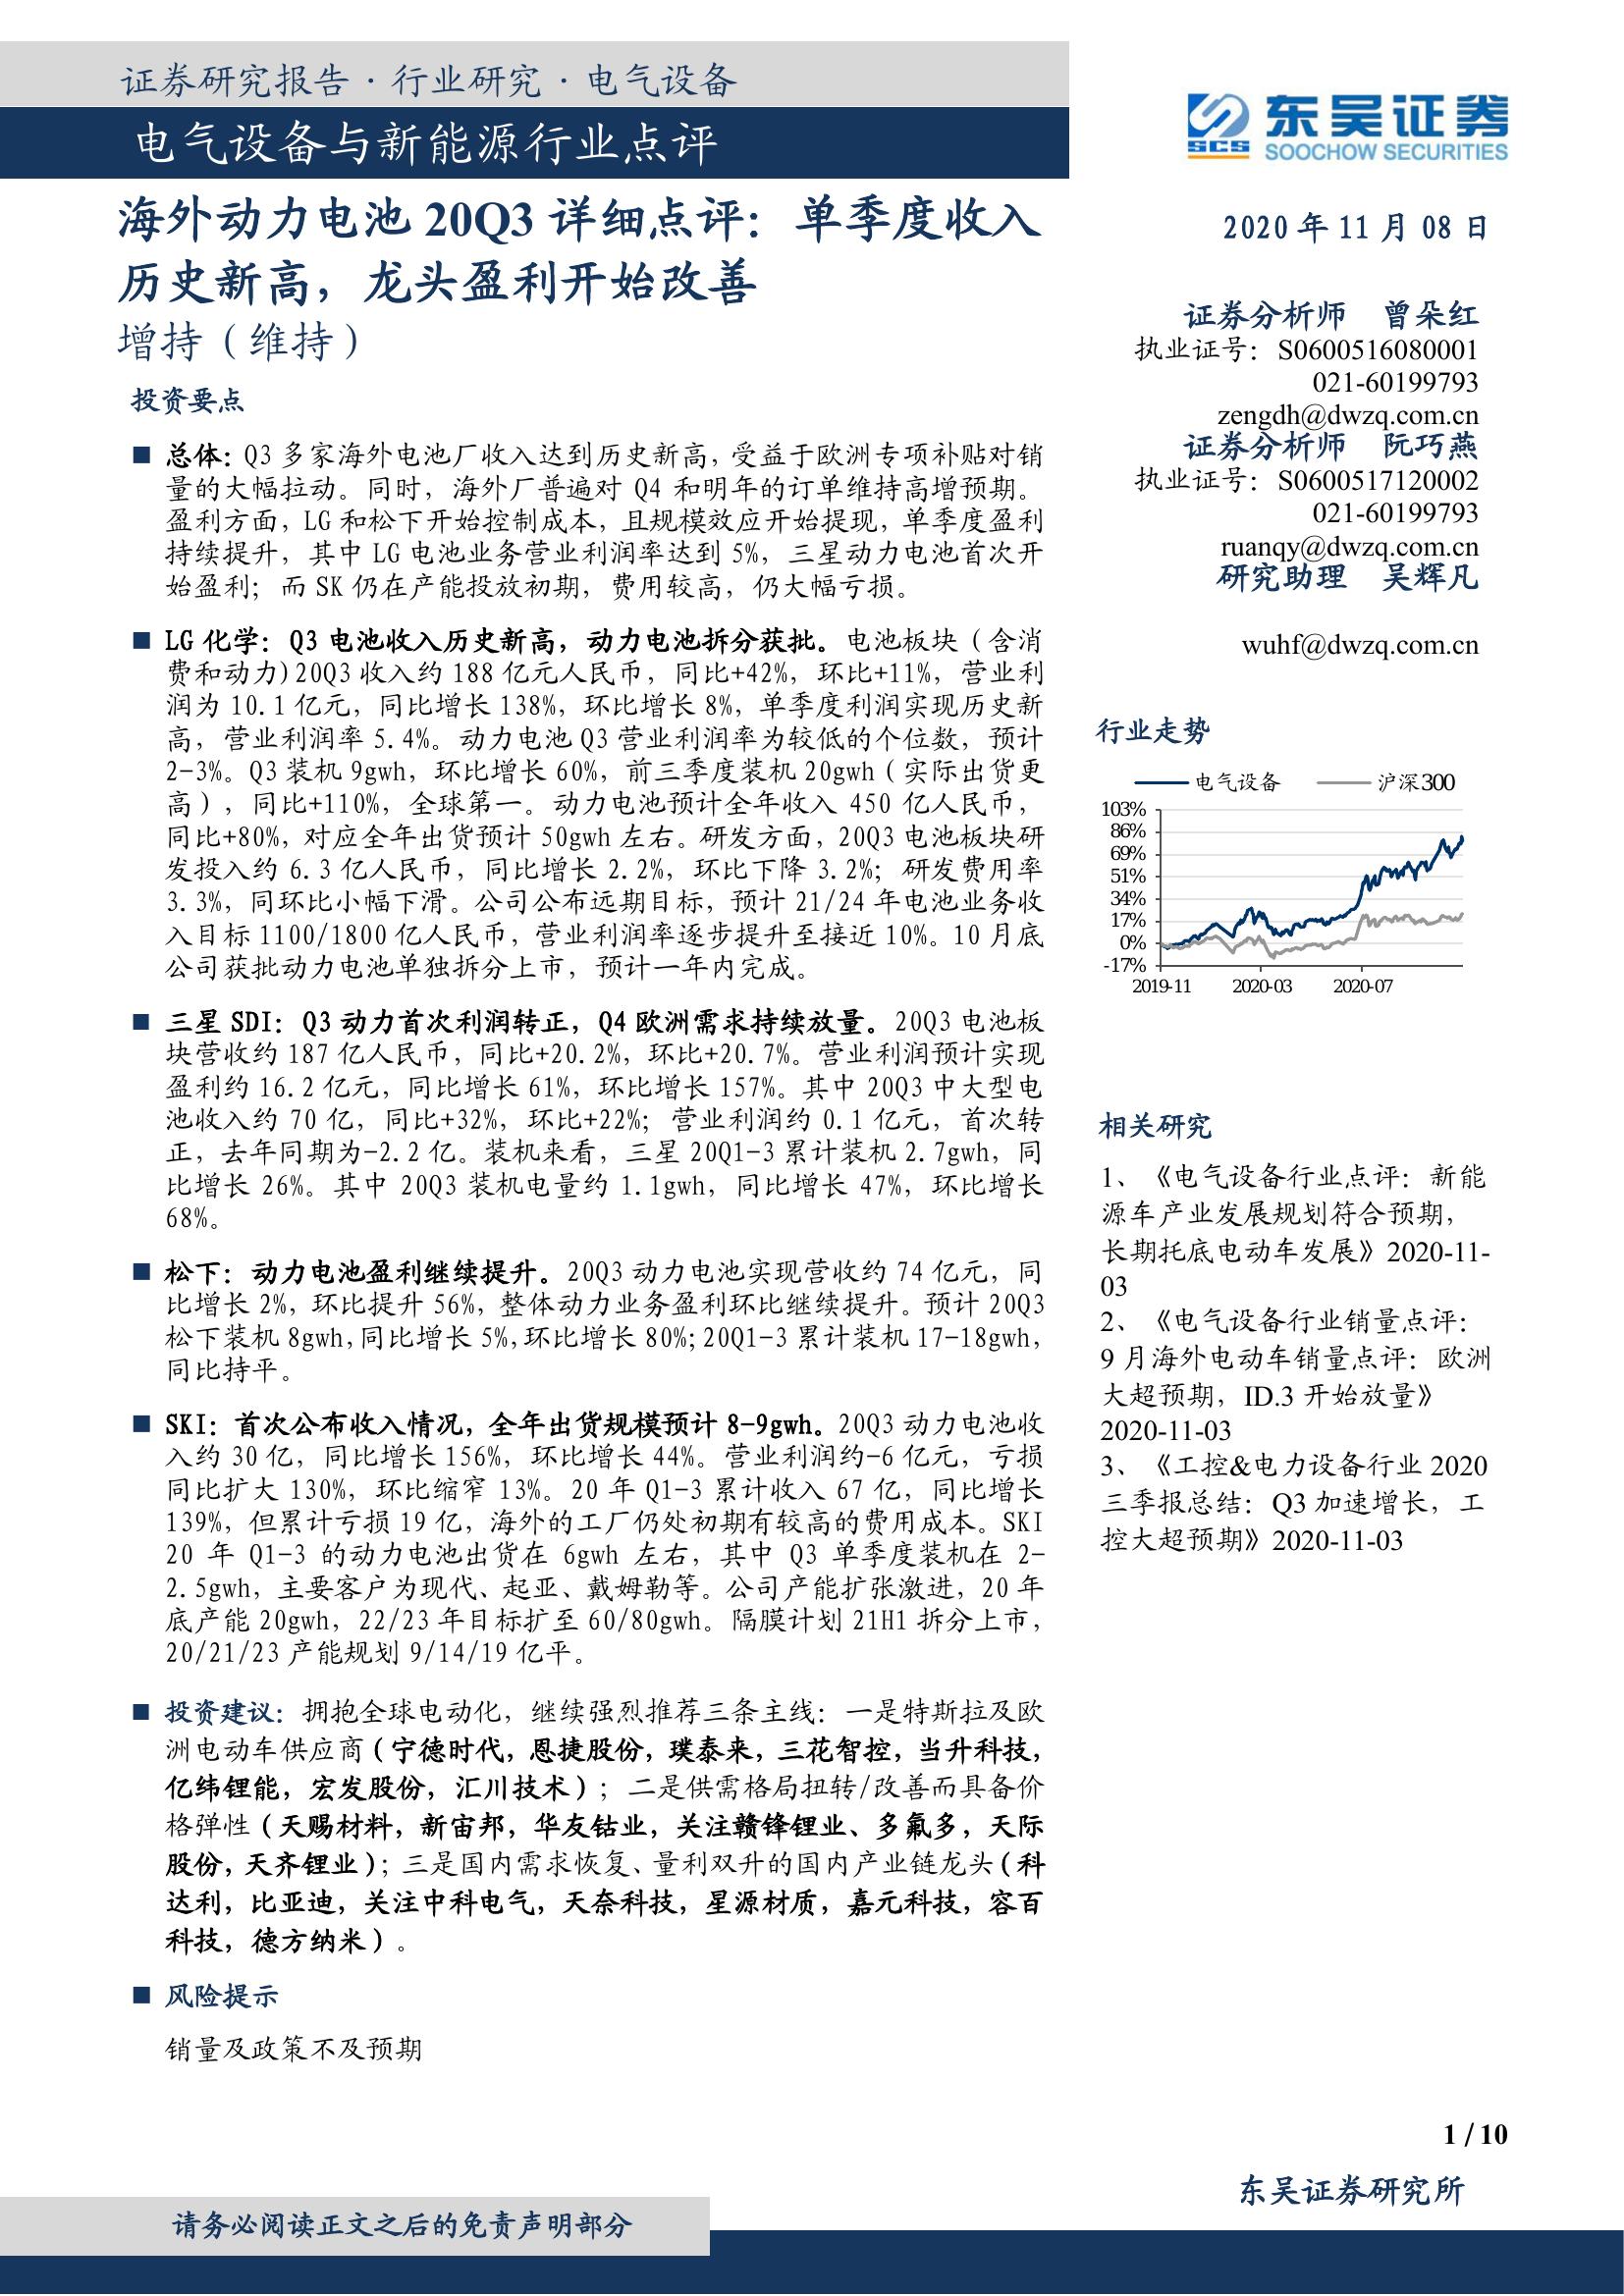 证券研究报告·行业研究·电气设备
电气设备与新能源行业点评
东吴证券
SCS
SOOCHOW SECURITIES
海外动力电池 20Q3 详细点评：单季度收入
历史新高，龙头盈利开始改善
增持（维持）
2020 年 11 月 08 日
证券分析师 曾朵红
执业证号：S0600516080001
021-60199793
zengdh@dwzq.com.cn
证券分析师 阮巧燕
执业证号：S0600517120002
021-60199793
ruanqy@dwzq.com.cn
研究助理 吴辉凡
wuhf@dwzq.com.cn
投资要点
■ 总体：Q3 多家海外电池厂收入达到历史新高，受益于欧洲专项补贴对销
量的大幅拉动。同时，海外厂普遍对 Q4 和明年的订单维持高增预期。
盈利方面，LG 和松下开始控制成本，且规模效应开始提现，单季度盈利
持续提升，其中 LG 电池业务营业利润率达到 5%，三星动力电池首次开
始盈利；而 SK 仍在产能投放初期，费用较高，仍大幅亏损。
■ LG 化学：Q3 电池收入历史新高，动力电池拆分获批。电池板块（含消
费和动力)20Q3 收入约 188 亿元人民币，同比+42%，环比+11%，营业利
润为 10.1 亿元，同比增长 138%，环比增长 8%，单季度利润实现历史新
高，营业利润率 5.4%。动力电池 Q3 营业利润率为较低的个位数，预计
2-3%。Q3 装机 9gwh，环比增长 60%，前三季度装机 20gwh（实际出货更
高），同比+110%，全球第一。动力电池预计全年收入 450 亿人民币，
同比+80%，对应全年出货预计 50gwh 左右。研发方面，20Q3 电池板块研
发投入约 6.3 亿人民币，同比增长 2.2%，环比下降 3.2%；研发费用率
3.3%，同环比小幅下滑。公司公布远期目标，预计 21/24 年电池业务收
入目标 1100/1800 亿人民币，营业利润率逐步提升至接近 10%。10 月底
公司获批动力电池单独拆分上市，预计一年内完成。
■ 三星 SDI：Q3 动力首次利润转正，Q4 欧洲需求持续放量。20Q3 电池板
块营收约 187 亿人民币，同比+20.2%，环比+20.7%。营业利润预计实现
盈利约 16.2 亿元，同比增长 61%，环比增长 157%。其中 20Q3 中大型电
池收入约 70 亿，同比+32%，环比+22%；营业利润约 0.1 亿元，首次转
正，去年同期为-2.2 亿。装机来看，三星 20Q1-3 累计装机 2.7gwh，同
比增长 26%。其中 20Q3 装机电量约 1.1gwh，同比增长 47%，环比增长
68%。
■ 松下：动力电池盈利继续提升。20Q3 动力电池实现营收约 74 亿元，同
比增长 2%，环比提升 56%，整体动力业务盈利环比继续提升。预计 20Q3
松下装机 8gwh,同比增长 5%,环比增长 80%;20Q1-3 累计装机 17-18gwh，
同比持平。
■ SKI：首次公布收入情况，全年出货规模预计 8-9gwh。20Q3 动力电池收
入约 30 亿，同比增长 156%，环比增长 44%。营业利润约-6 亿元，亏损
同比扩大 130%，环比缩窄 13%。20 年 Q1-3 累计收入 67 亿，同比增长
139%，但累计亏损 19 亿，海外的工厂仍处初期有较高的费用成本。SKI
20 年 Q1-3 的动力电池出货在 6gwh 左右，其中 Q3 单季度装机在 2-
2.5gwh，主要客户为现代、起亚、戴姆勒等。公司产能扩张激进，20 年
底产能 20gwh，22/23 年目标扩至 60/80gwh。隔膜计划 21H1 拆分上市，
20/21/23 产能规划 9/14/19 亿平。
■ 投资建议：拥抱全球电动化，继续强烈推荐三条主线：一是特斯拉及欧
洲电动车供应商（宁德时代，恩捷股份，璞泰来，三花智控，当升科技，
亿纬锂能，宏发股份，汇川技术）；二是供需格局扭转/改善而具备价
格弹性（天赐材料，新宙邦，华友钴业，关注赣锋锂业、多氟多，天际
股份，天齐锂业）；三是国内需求恢复、量利双升的国内产业链龙头（科
达利，比亚迪，关注中科电气，天奈科技，星源材质，嘉元科技，容百
科技，德方纳米）。
■ 风险提示
销量及政策不及预期
行业走势
电气设备 沪深300
103%
86%
69%
51%
34%
17%
0%
-17%
2019-11 2020-03 2020-07
相关研究
1、《电气设备行业点评：新能
源车产业发展规划符合预期，
长期托底电动车发展》2020-11-
03
2、《电气设备行业销量点评：
9 月海外电动车销量点评：欧洲
大超预期，ID.3 开始放量》
2020-11-03
3、《工控&电力设备行业 2020
三季报总结：Q3 加速增长，工
控大超预期》2020-11-03
1 / 10
东吴证券研究所
请务必阅读正文之后的免责声明部分